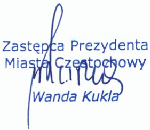 Zastępca Prezydenta
Miasta Częstochowy
Wanda Kukla